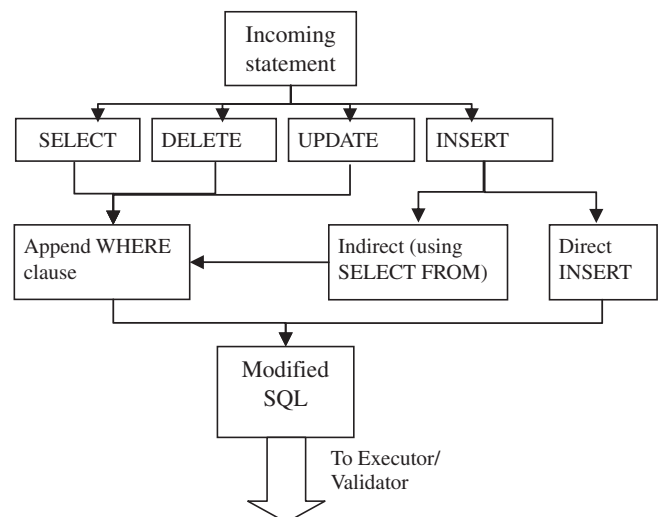 Incoming
statement
SELECT
DELETE
UPDATE
INSERT
Append WHERE
clause
Indirect (using
SELECT FROM)
Direct
INSERT
Modified
SQL
To Executor/
Validator